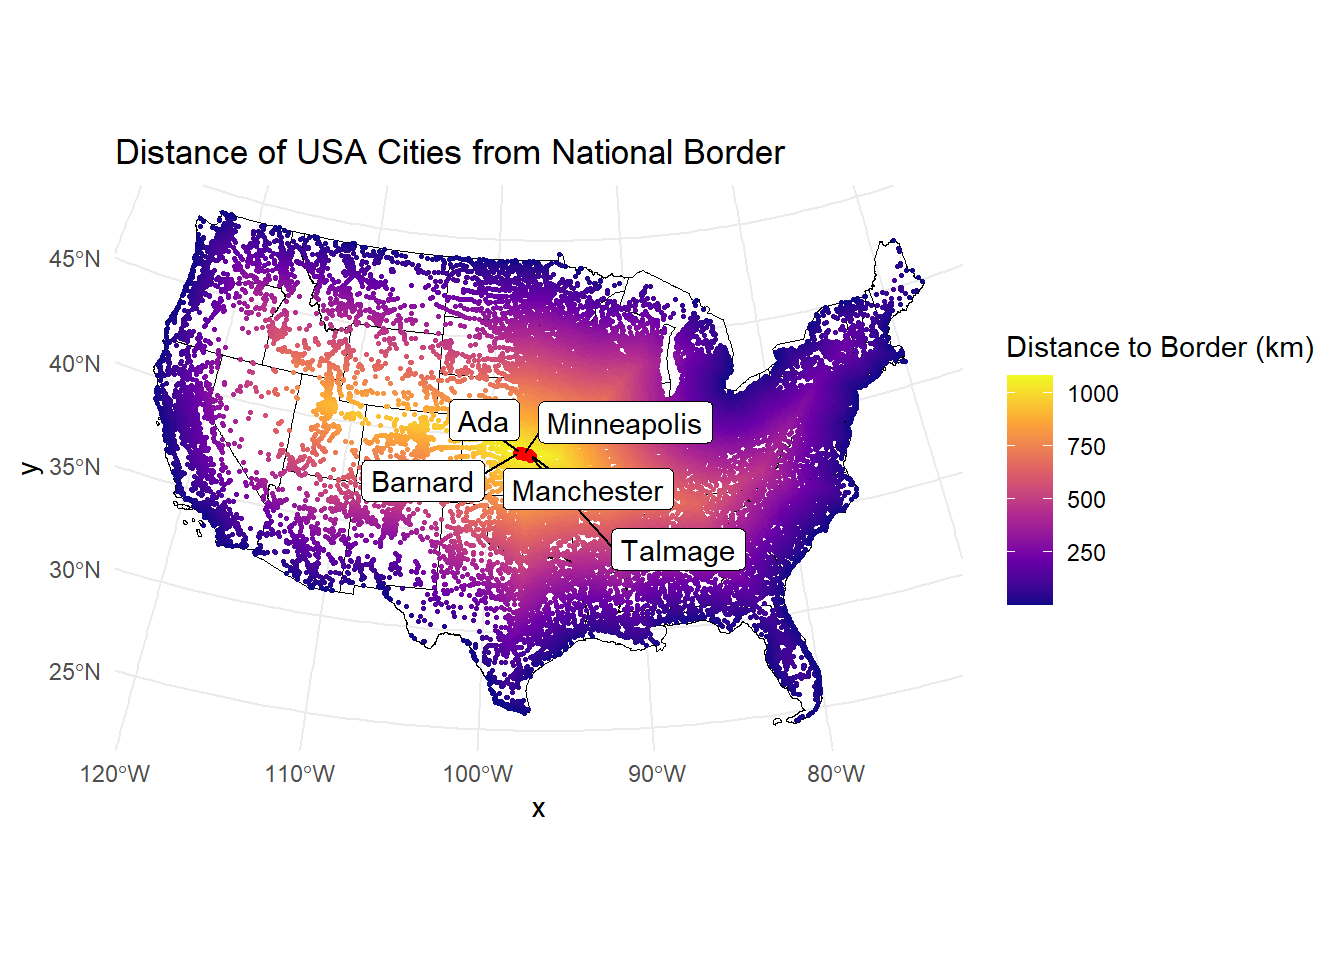 Distance of USA Cities from National Border
45°N
40°N
35°N
30°N
25°N
y
Ada
Minneapolis
Barnard
Manchester
Talmage
120°W
110°W
100°W
90°W
80°W
x
Distance to Border (km)
1000
750
500
250